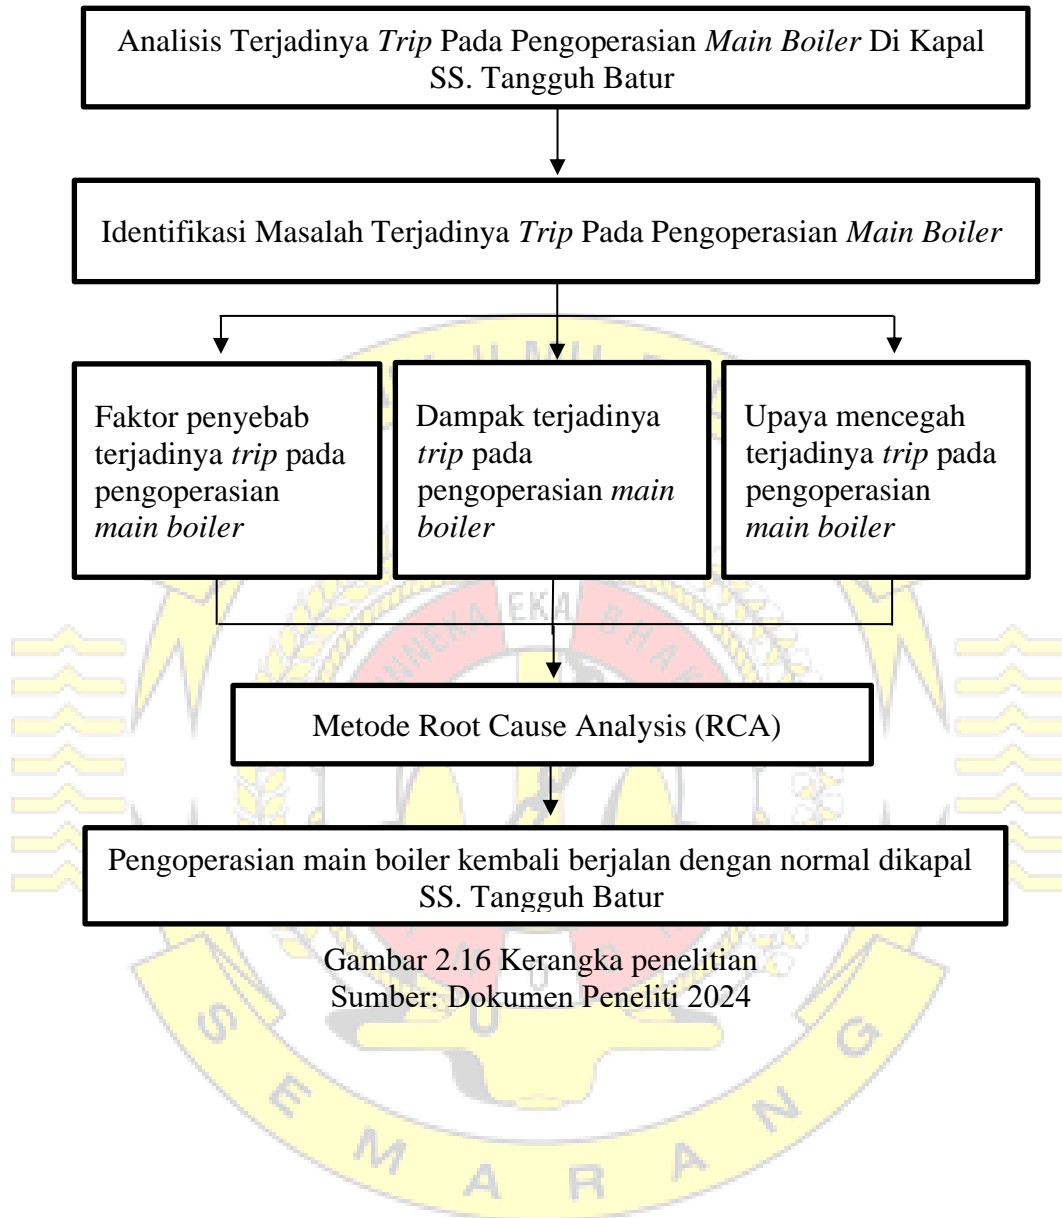 Analisis Terjadinya Trip Pada Pengoperasian Main Boiler Di Kapal
SS. Tangguh Batur
Identifikasi Masalah Terjadinya Trip Pada Pengoperasian Main Boiler
Faktor penyebab
terjadinya trip pada
pengoperasian
main boiler
Dampak terjadinya
trip pada
pengoperasian main
boiler
Upaya mencegah
terjadinya trip pada
pengoperasian
main boiler
EKA
Metode Root Cause Analysis (RCA)
Pengoperasian main boiler kembali berjalan dengan normal dikapal
SS. Tangguh Batur
Gambar 2.16 Kerangka penelitian
Sumber: Dokumen Peneliti 2024
SEMARANG